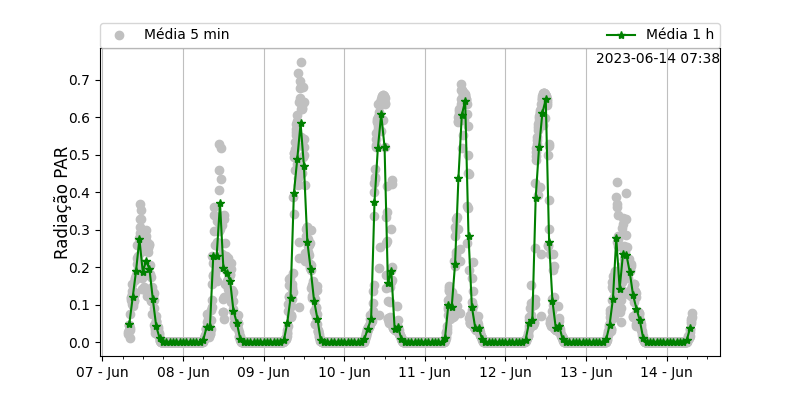 Média 5 min
Média 1 h
2023-06-14 07:38
Radiação PAR
0.7
0.6
0.5
0.4
0.3
0.2
0.1
0.0
07 - Jun
08 - Jun
09 - Jun
10 - Jun
11 - Jun
12 - Jun
13 - Jun
14 - Jun